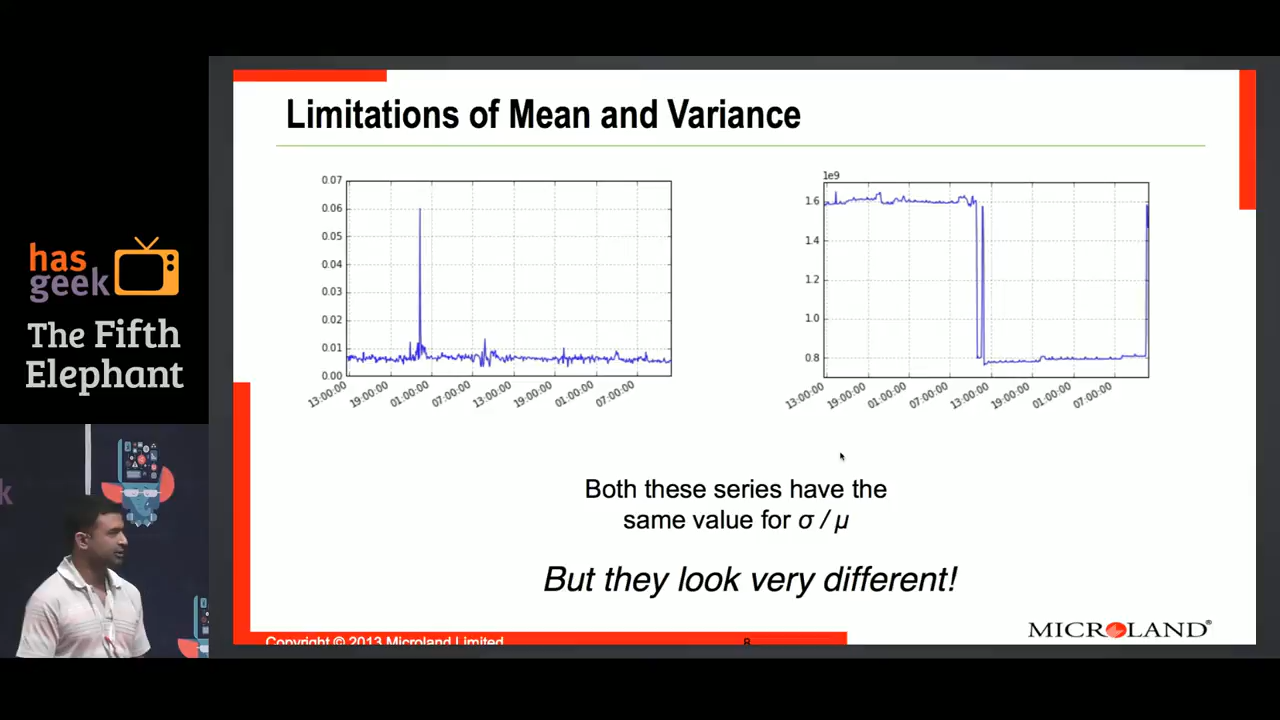 Limitations of Mean and Variance
0.07
0.06
0.05
0.04
0.03
0.02
0.01
0.00
13:00:00
19:00:00
01:00:00
07:00:00
13:00:00
19:00:00
01:00:00
07:00:00
1e9
1.6
1.4
1.2
1.0
0.8
13:00:00
19:00:00
01:00:00
07:00:00
13:00:00
19:00:00
01:00:00
07:00:00
has
geek
The Fifth
Elephant
Both these series have the
same value for σ / μ
But they look very different!
Copyright © 2013 Microland Limited
8
MICROLAND®